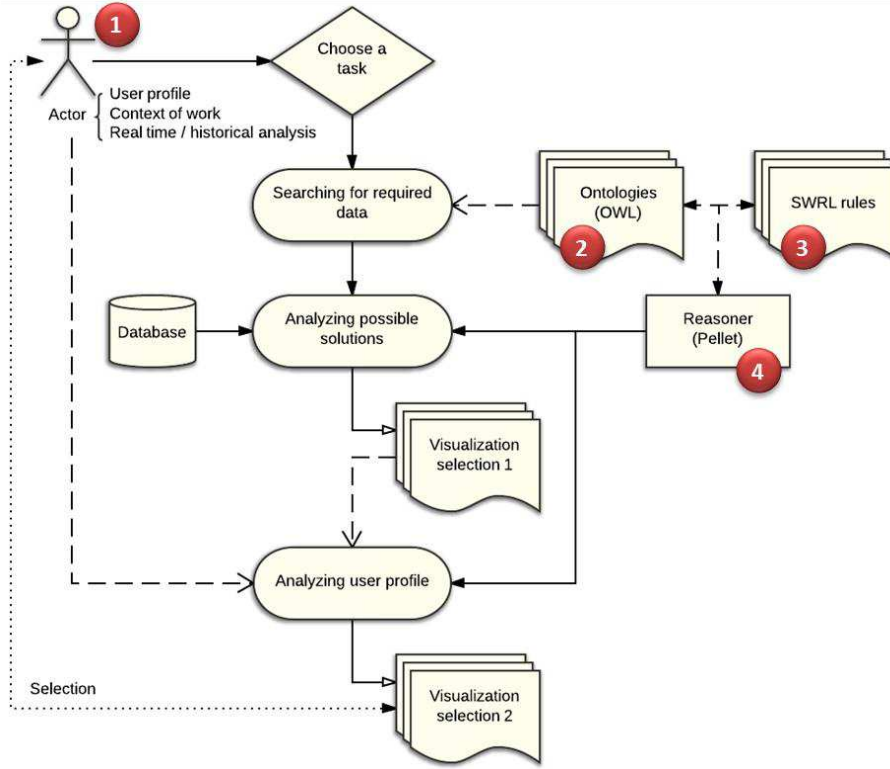 1
Choose a
task
Actor
User profile
Context of work
Real time / historical analysis
Searching for required
data
Ontologies
(OWL)
2
SWRL rules
3
Database
Analyzing possible
solutions
Reasoner
(Pellet)
4
Visualization
selection 1
Analyzing user profile
Selection
Visualization
selection 2